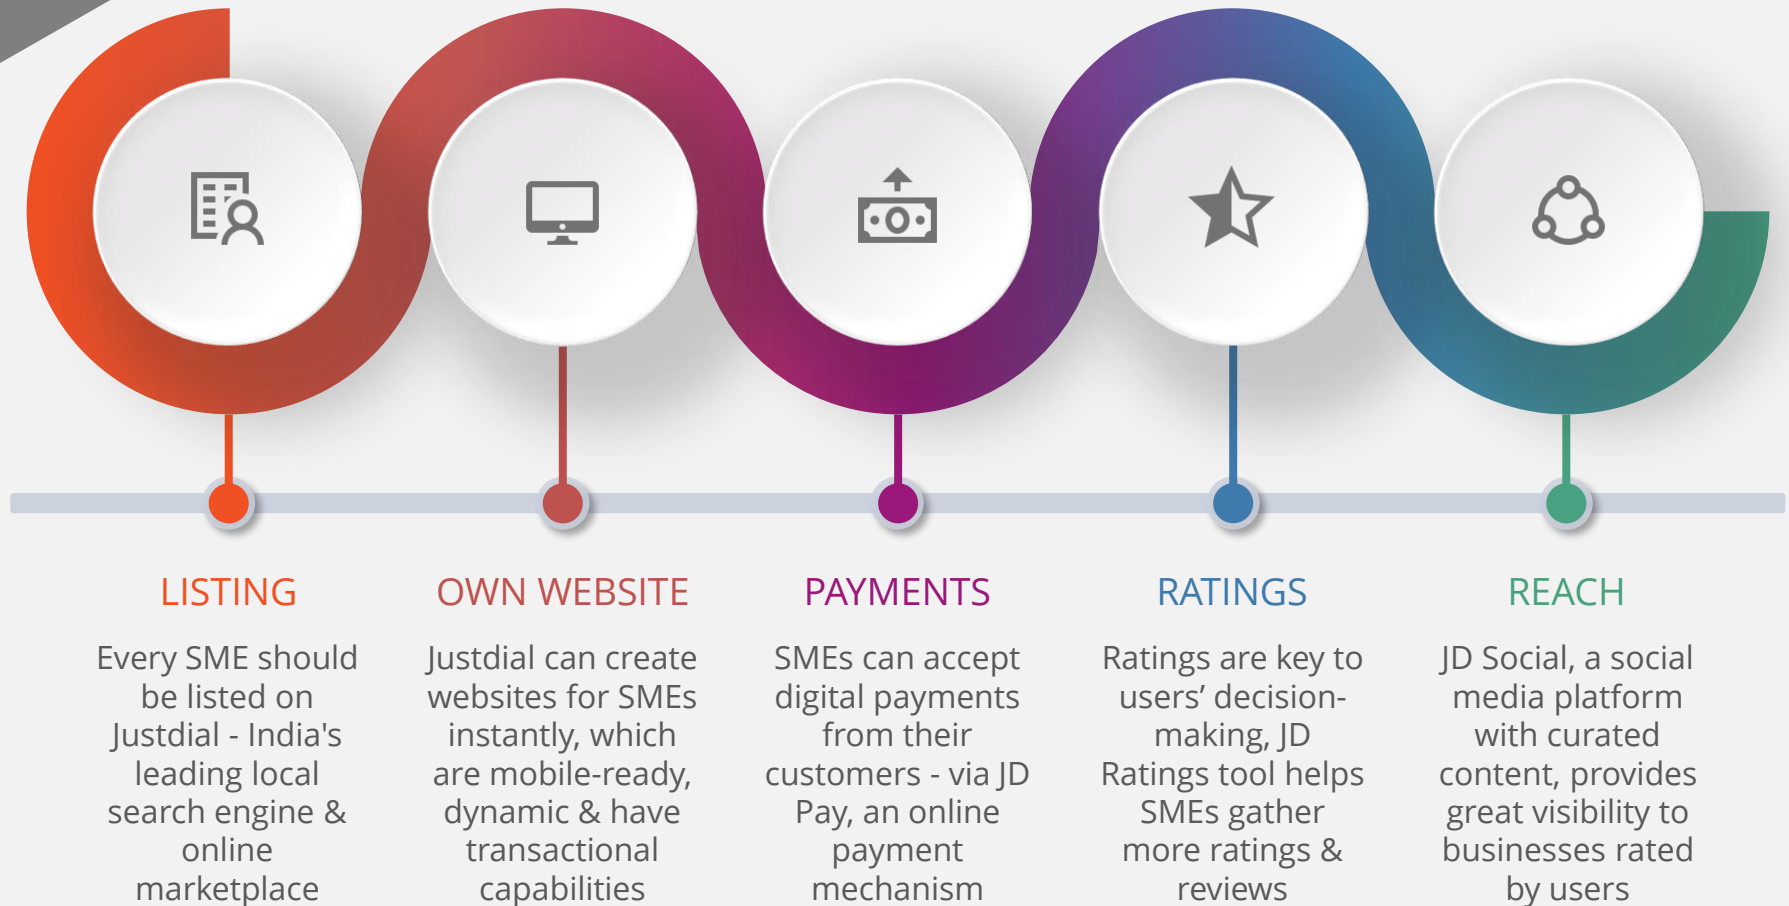 LISTING
Every SME should
be listed on
Justdial - India's
leading local
search engine &
online
marketplace
OWN WEBSITE
Justdial can create
websites for SMEs
instantly, which
are mobile-ready,
dynamic & have
transactional
capabilities
PAYMENTS
SMEs can accept
digital payments
from their
customers - via JD
Pay, an online
payment
mechanism
RATINGS
Ratings are key to
users’ decision-
making, JD
Ratings tool helps
SMEs gather
more ratings &
reviews
REACH
JD Social, a social
media platform
with curated
content, provides
great visibility to
businesses rated
by users